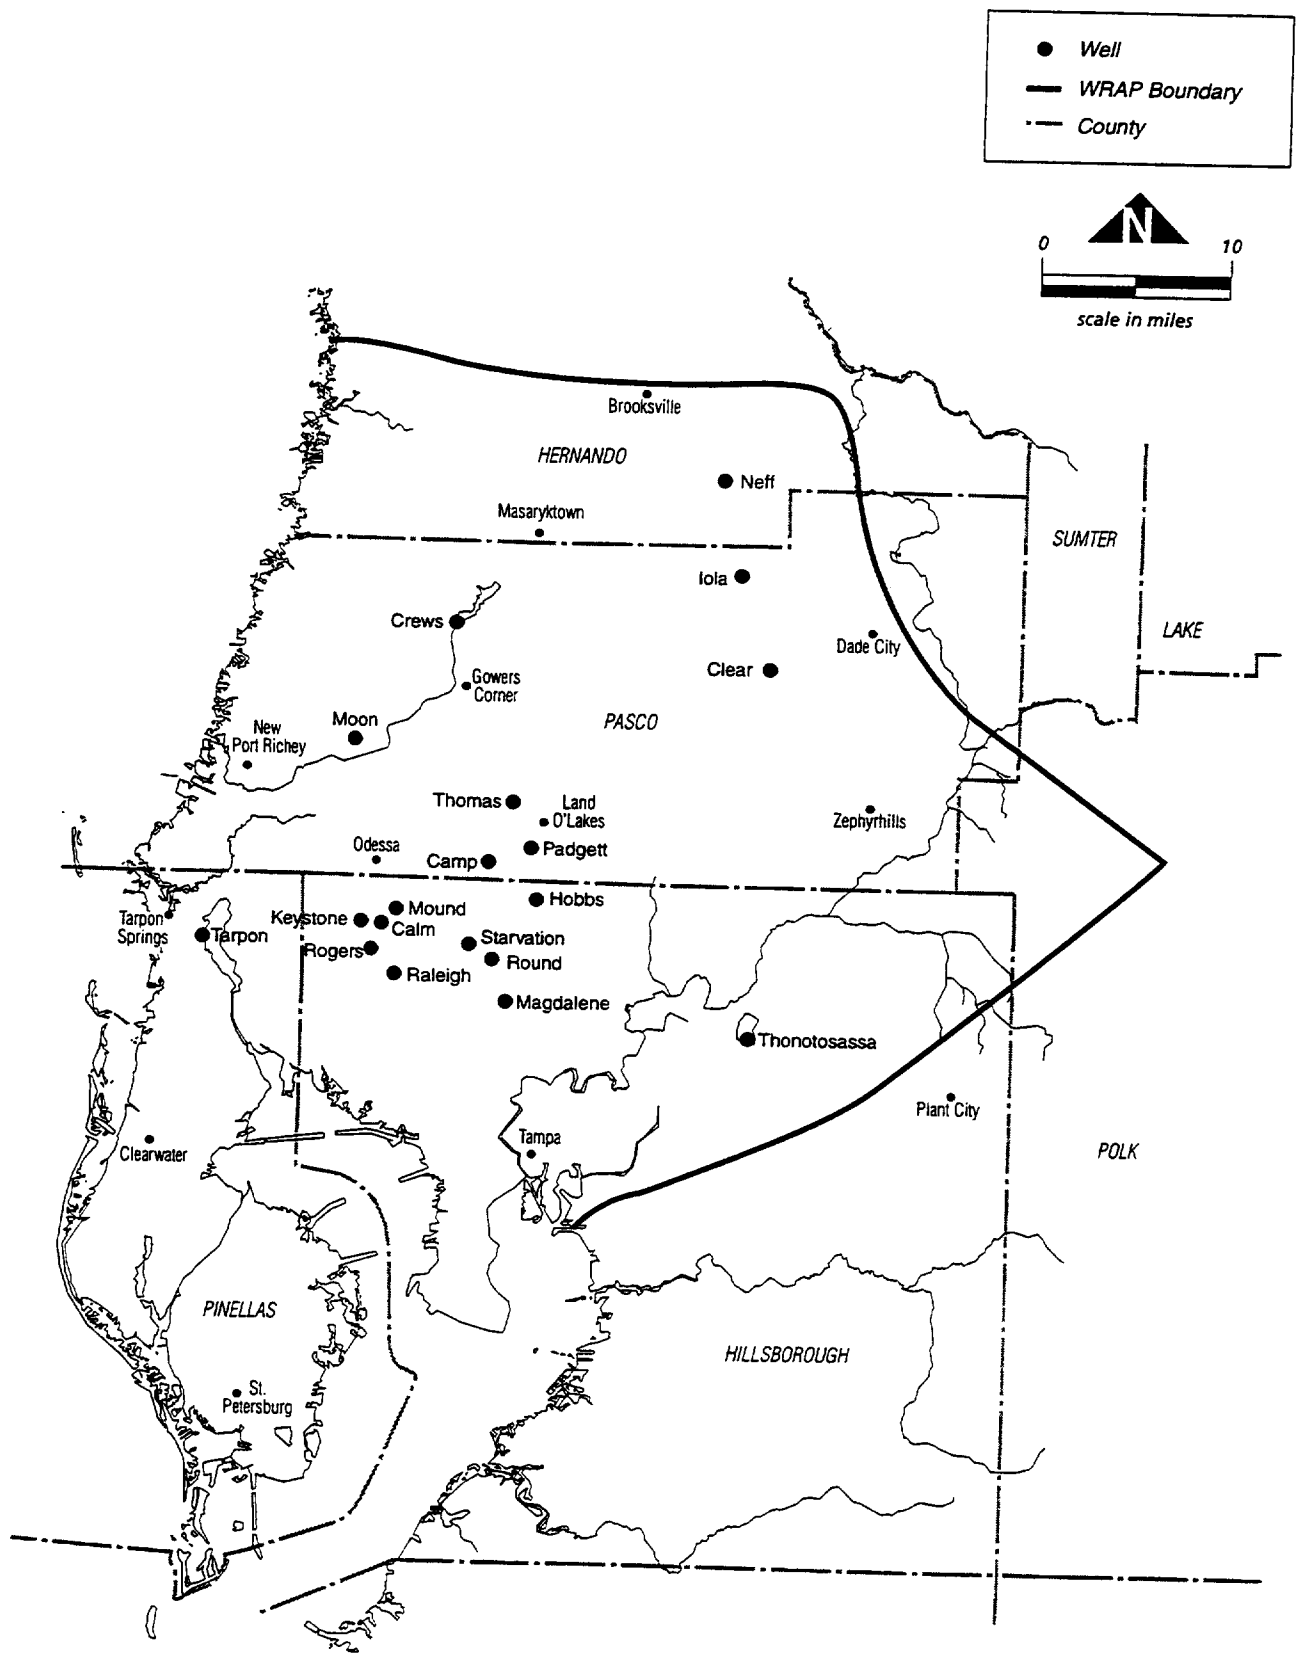 Well
WRAP Boundary
County
N
0 10
scale in miles
Brooksville
HERNANDO
Neff
Masaryktown
SUMTER
Iola
Crews
LAKE
Dade City
Clear
Gowers
Corner
Moon
PASCO
New
Port Richey
Thomas
Land
O'Lakes
Zephyrhills
Odessa
Padgett
Camp
Hobbs
Mound
Keystone
Calm
Tarpon
Springs
Tarpon
Starvation
Rogers
Round
Raleigh
Magdalene
Thonotosassa
Plant City
Tampa
Clearwater
POLK
PINELLAS
HILLSBOROUGH
St.
Petersburg